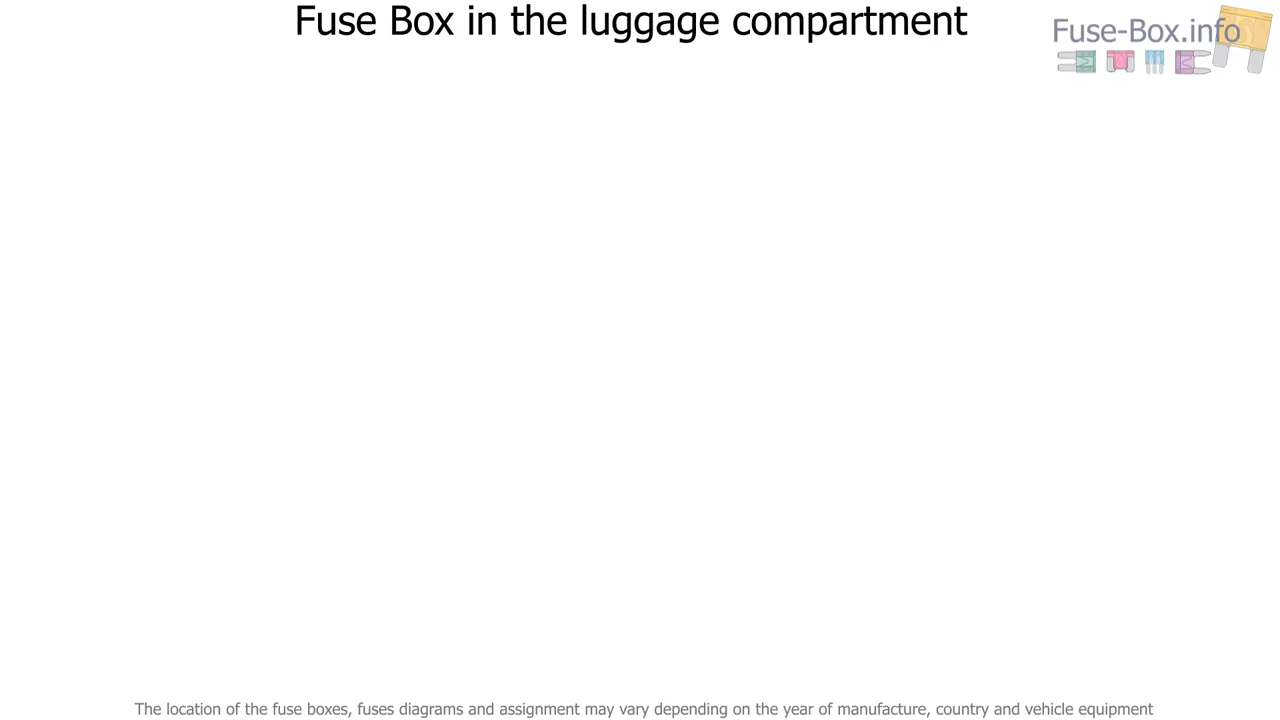 Fuse Box in the luggage compartment
Fuse-Box.info
The location of the fuse boxes, fuses diagrams and assignment may vary depending on the year of manufacture, country and vehicle equipment